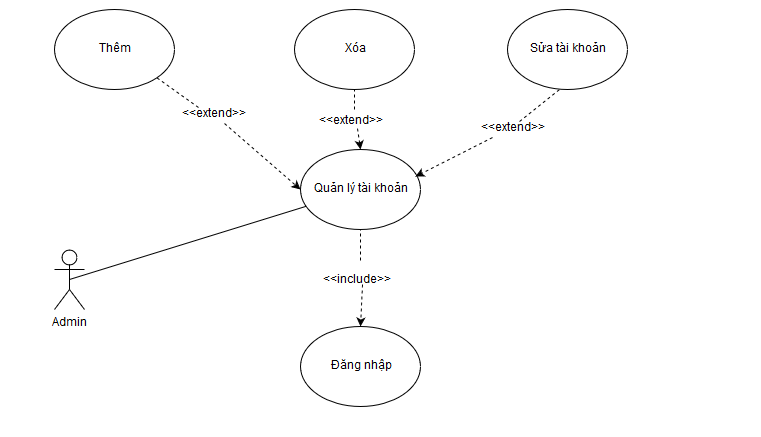 Thêm
Xóa
Sửa tài khoản
<<extend>>
<<extend>>
<<extend>>
Quản lý tài khoản
<<include>>
Admin
Đăng nhập